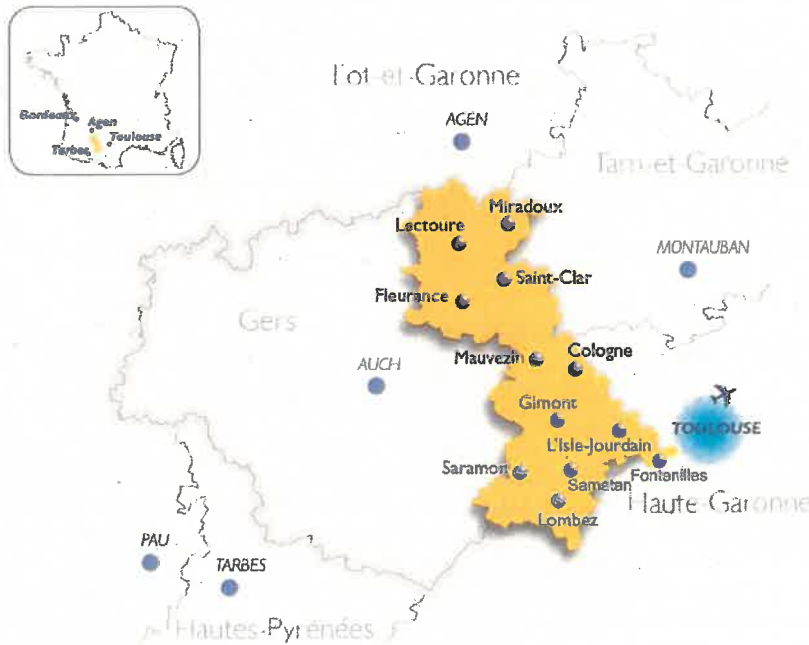 Bordeaux
Agen
Toulouse
Tarbes
Lot-et-Garonne
AGEN
Tarn-et-Garonne
Miradoux
Lectoure
MONTAUBAN
Saint-Clar
Fleurance
Gers
Mauvezin
Cologne
AUCH
Gimont
TOULOUSE
L'Isle-Jourdain
Saramon
Samatan
Fontenilles
Haute-Garonne
Lombez
PAU
TARBES
Hautes-Pyrénées